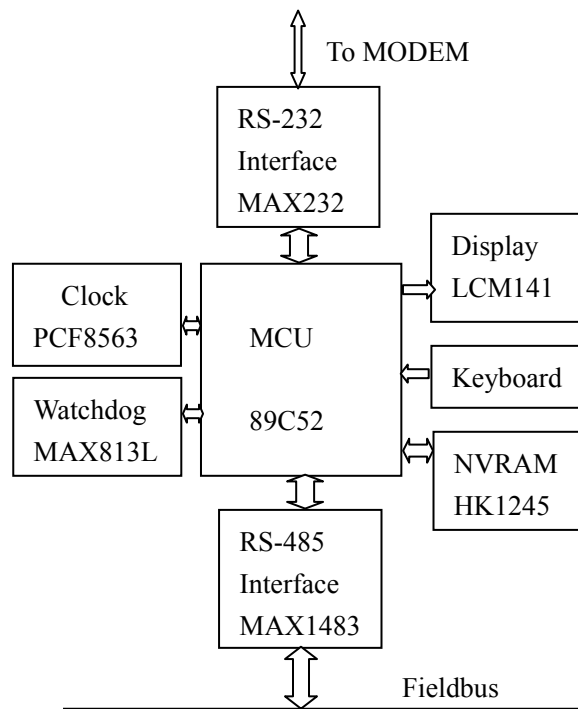 To MODEM
RS-232
Interface
MAX232
Display
LCM141
Clock
PCF8563
MCU
89C52
Keyboard
Watchdog
MAX813L
NVRAM
HK1245
RS-485
Interface
MAX1483
Fieldbus